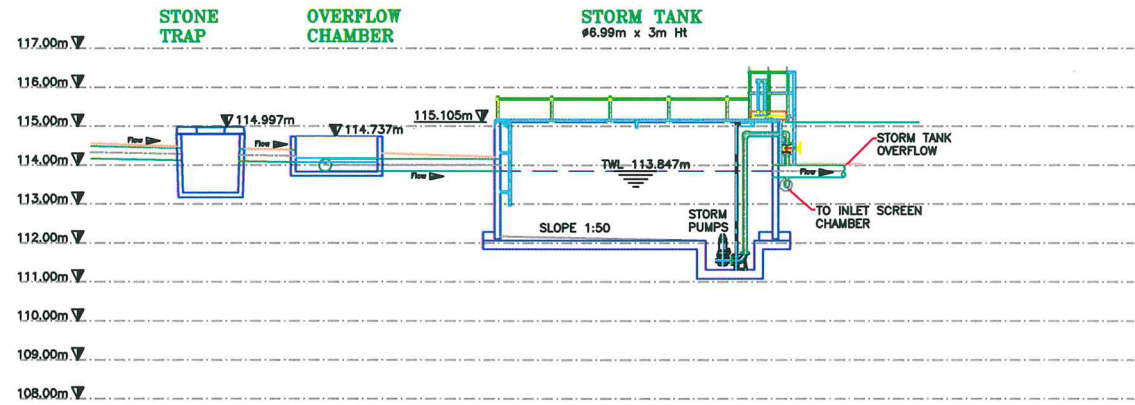 STONE
TRAP
OVERFLOW
CHAMBER
STORM TANK
ø6.99m x 3m Ht
117.00m
116.00m
115.00m
114.00m
113.00m
112.00m
111.00m
110.00m
109.00m
108.00m
114.997m
114.737m
115.105m
Flow
Flow
Flow
Flow
TWL 113.847m
STORM TANK
OVERFLOW
TO INLET SCREEN
CHAMBER
STORM
PUMPS
SLOPE 1:50